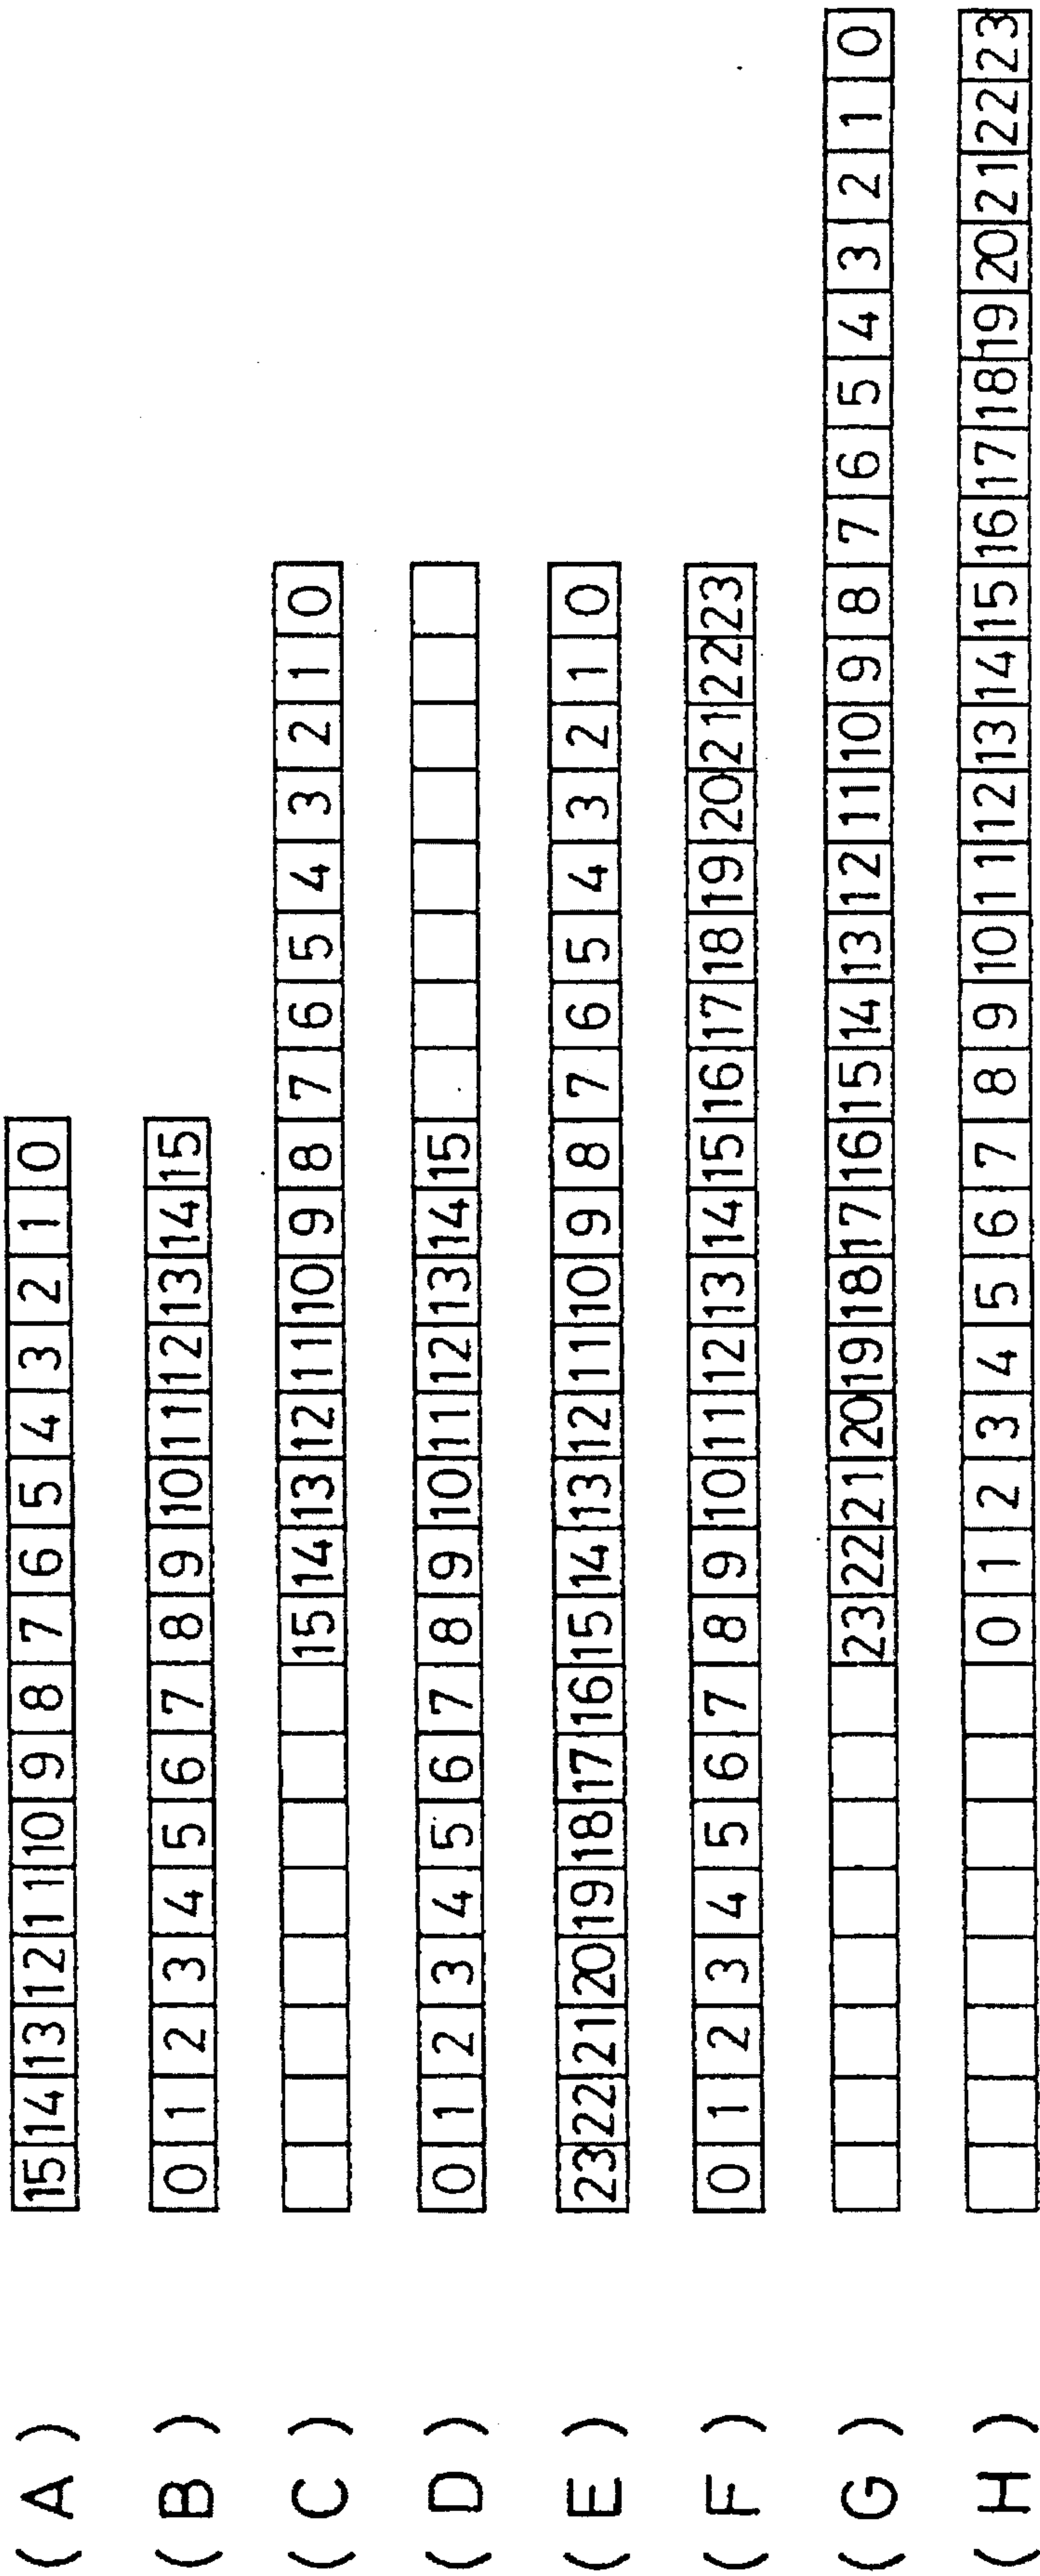 (A) 15 14 13 12 11 10 9 8 7 6 5 4 3 2 1 0
(B) 0 1 2 3 4 5 6 7 8 9 10 11 12 13 14 15
(C) 15 14 13 12 11 10 9 8 7 6 5 4 3 2 1 0
(D) 0 1 2 3 4 5 6 7 8 9 10 11 12 13 14 15
(E) 23 22 21 20 19 18 17 16 15 14 13 12 11 10 9 8 7 6 5 4 3 2 1 0
(F) 0 1 2 3 4 5 6 7 8 9 10 11 12 13 14 15 16 17 18 19 20 21 22 23
(G) 23 22 21 20 19 18 17 16 15 14 13 12 11 10 9 8 7 6 5 4 3 2 1 0
(H) 0 1 2 3 4 5 6 7 8 9 10 11 12 13 14 15 16 17 18 19 20 21 22 23